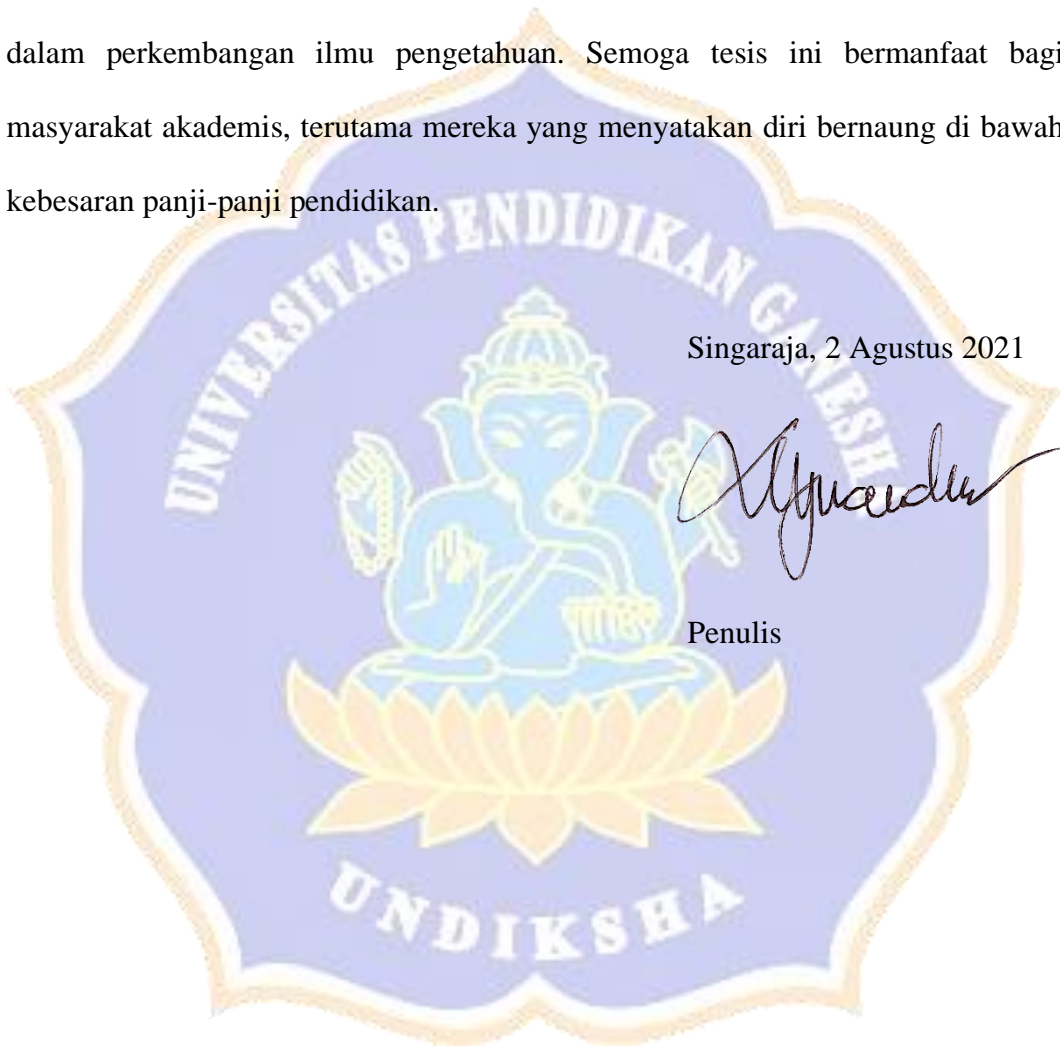 dalam perkembangan ilmu pengetahuan. Semoga tesis ini bermanfaat bagi
masyarakat akademis, terutama mereka yang menyatakan diri bernaung di bawah
kebesaran panji-panji pendidikan.
UNIVERSITAS PENDIDIKAN GANESHA
Singaraja, 2 Agustus 2021
Penulis
UNDIKSHA